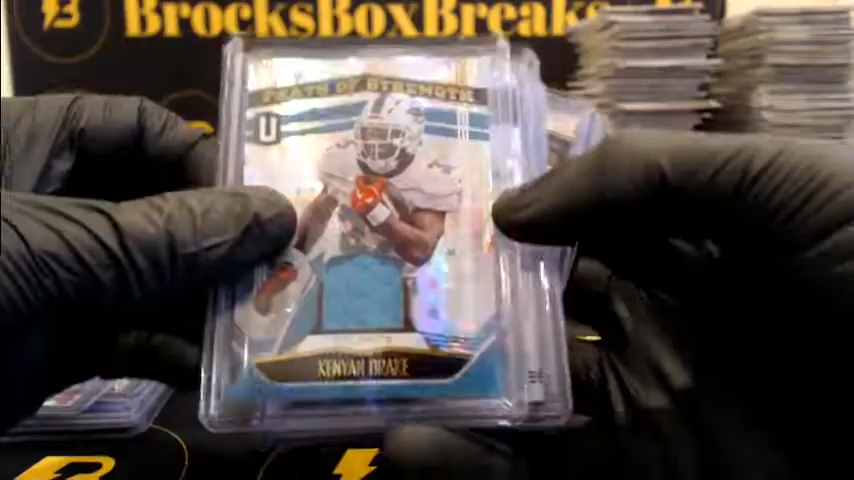 BrocksBoxBreaks
FEATS OF STRENGTH
U
KENYAN DRAKE